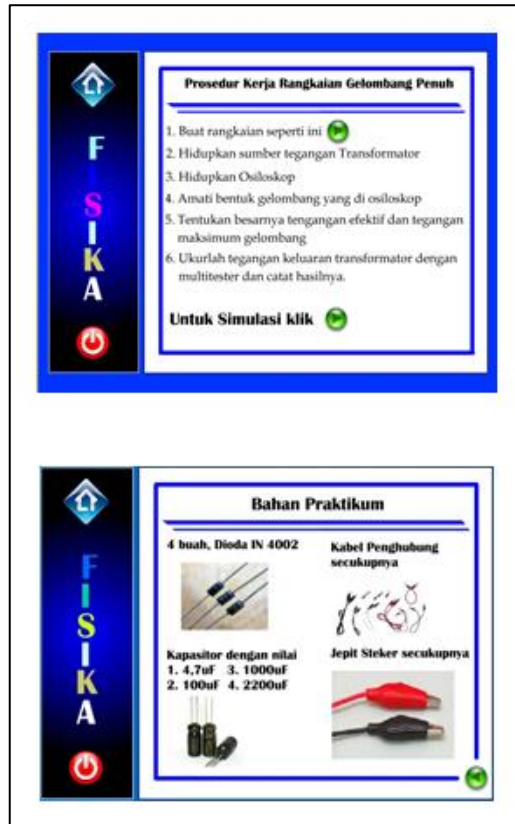 Prosedur Kerja Rangkaian Gelombang Penuh
1. Buat rangkaian seperti ini
2. Hidupkan sumber tegangan Transformator
3. Hidupkan Osiloskop
4. Amati bentuk gelombang yang di osiloskop
5. Tentukan besarnya tengangan efektif dan tegangan
maksimum gelombang
6. Ukurlah tegangan keluaran transformator dengan
multitester dan catat hasilnya.
Untuk Simulasi klik
FISIKA
Bahan Praktikum
4 buah, Dioda IN 4002
Kabel Penghubung
secukupnya
Kapasitor dengan nilai
1. 4,7uF 3. 1000uF
2. 100uF 4. 2200uF
Jepit Steker secukupnya
FISIKA